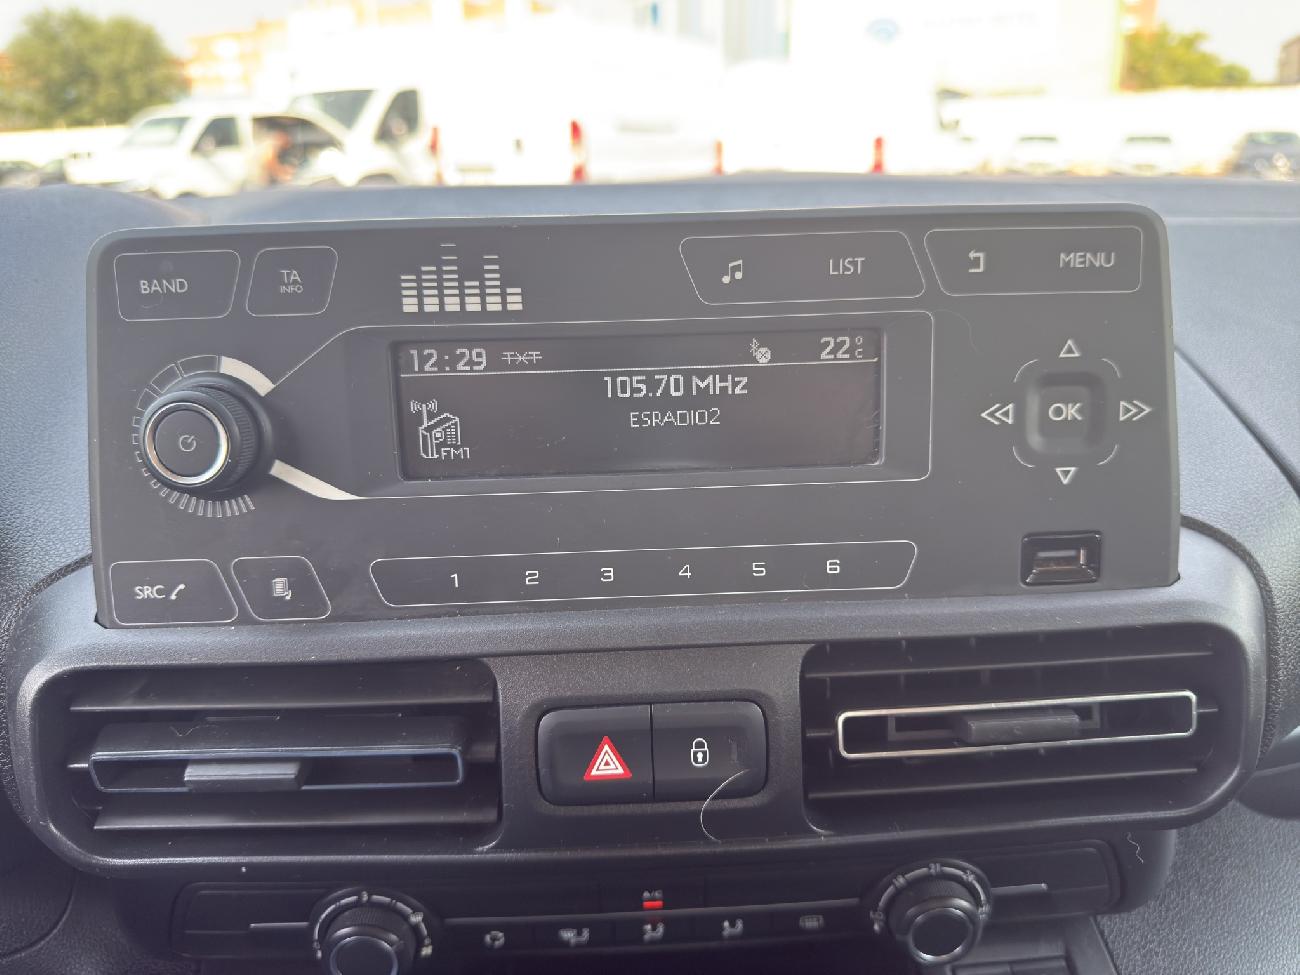 BAND
TA
INFO
LIST
MENU
12:29 TXT 22°C
105.70 MHz
ESRADIO2
FM1
OK
SRC
1 2 3 4 5 6
A/C